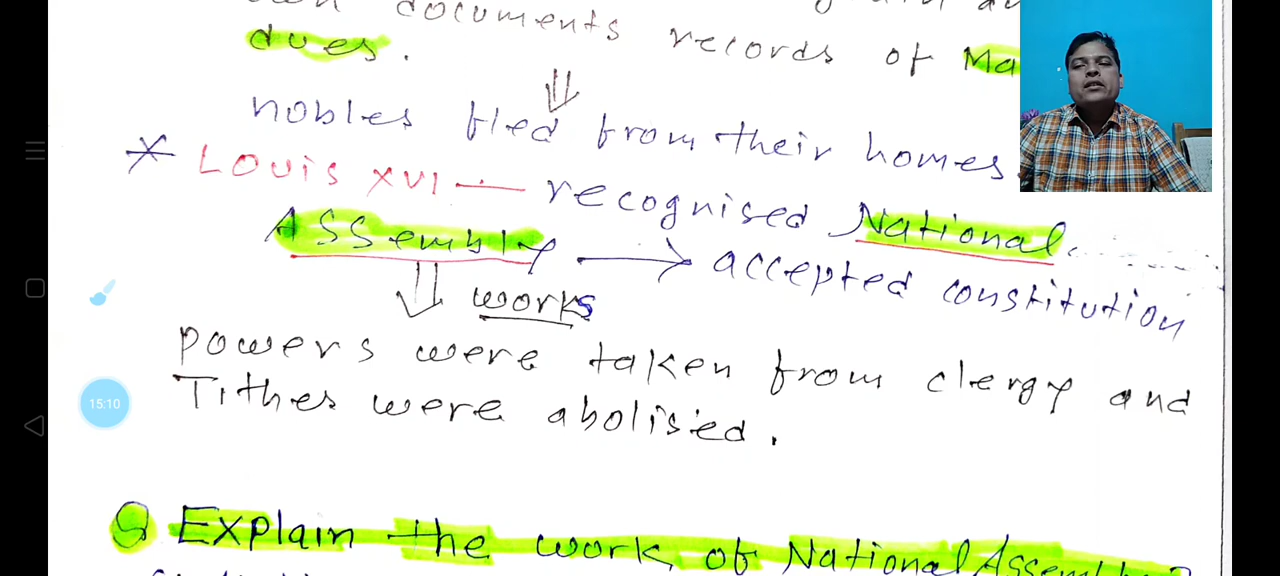 documents records of Ma
dues.
nobles fled from their homes
* Louis XVI — recognised National
Assembly → accepted constitution
works
powers were taken from clergy and
Tithes were abolised.
15:10
Q Explain the work of National Assembly?